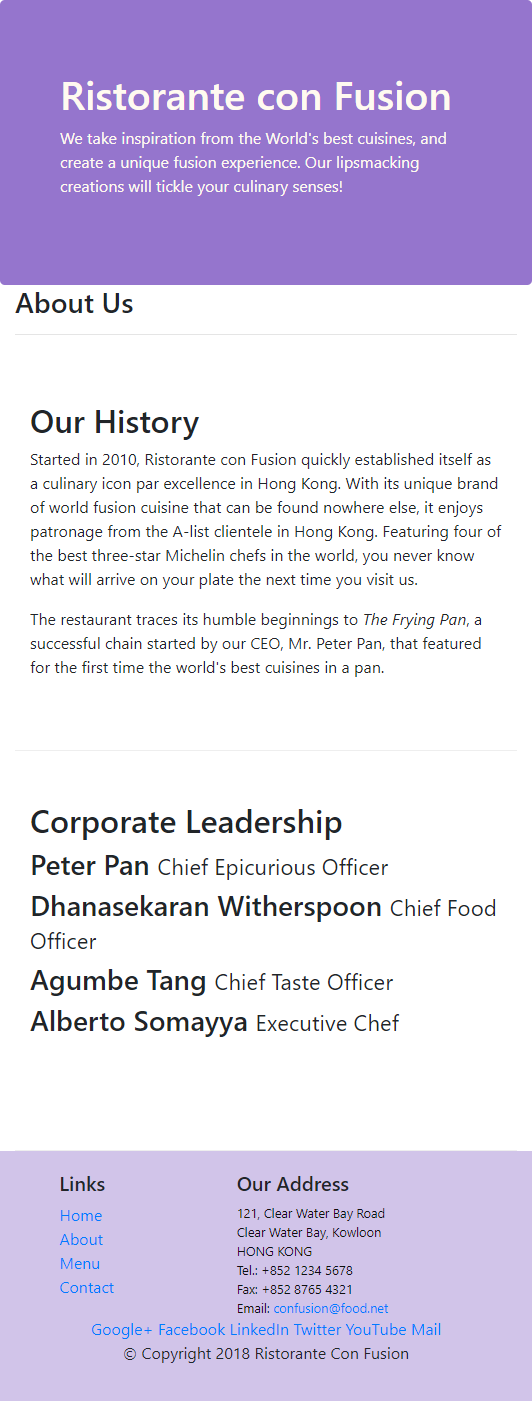 Ristorante con Fusion
We take inspiration from the World's best cuisines, and
create a unique fusion experience. Our lipsmacking
creations will tickle your culinary senses!
About Us
Our History
Started in 2010, Ristorante con Fusion quickly established itself as
a culinary icon par excellence in Hong Kong. With its unique brand
of world fusion cuisine that can be found nowhere else, it enjoys
patronage from the A-list clientele in Hong Kong. Featuring four of
the best three-star Michelin chefs in the world, you never know
what will arrive on your plate the next time you visit us.
The restaurant traces its humble beginnings to The Frying Pan, a
successful chain started by our CEO, Mr. Peter Pan, that featured
for the first time the world's best cuisines in a pan.
Corporate Leadership
Peter Pan Chief Epicurious Officer
Dhanasekaran Witherspoon Chief Food
Officer
Agumbe Tang Chief Taste Officer
Alberto Somayya Executive Chef
Links
Home
About
Menu
Contact
Our Address
121, Clear Water Bay Road
Clear Water Bay, Kowloon
HONG KONG
Tel.: +852 1234 5678
Fax: +852 8765 4321
Email: confusion@food.net
Google+ Facebook LinkedIn Twitter YouTube Mail
© Copyright 2018 Ristorante Con Fusion